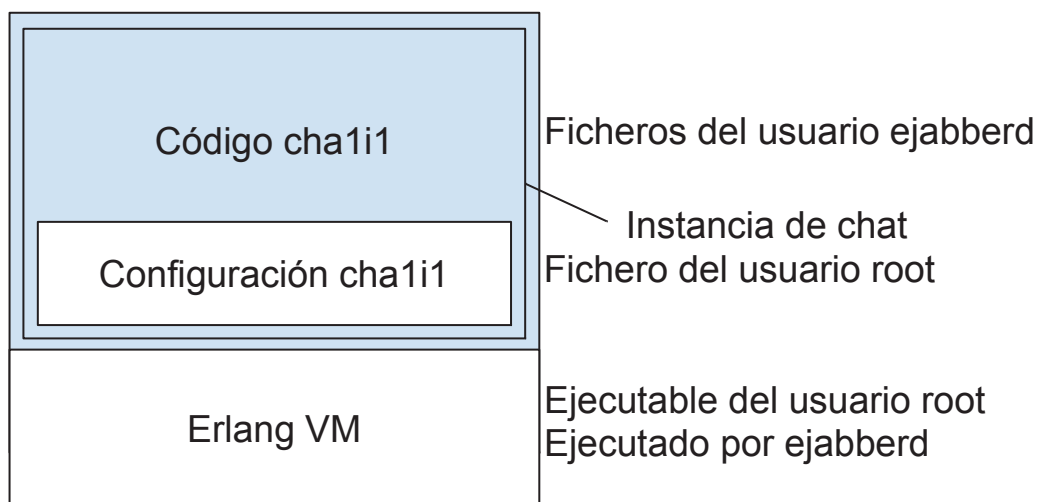 Código cha1i1
Ficheros del usuario ejabberd
Instancia de chat
Configuración cha1i1
Fichero del usuario root
Erlang VM
Ejecutable del usuario root
Ejecutado por ejabberd